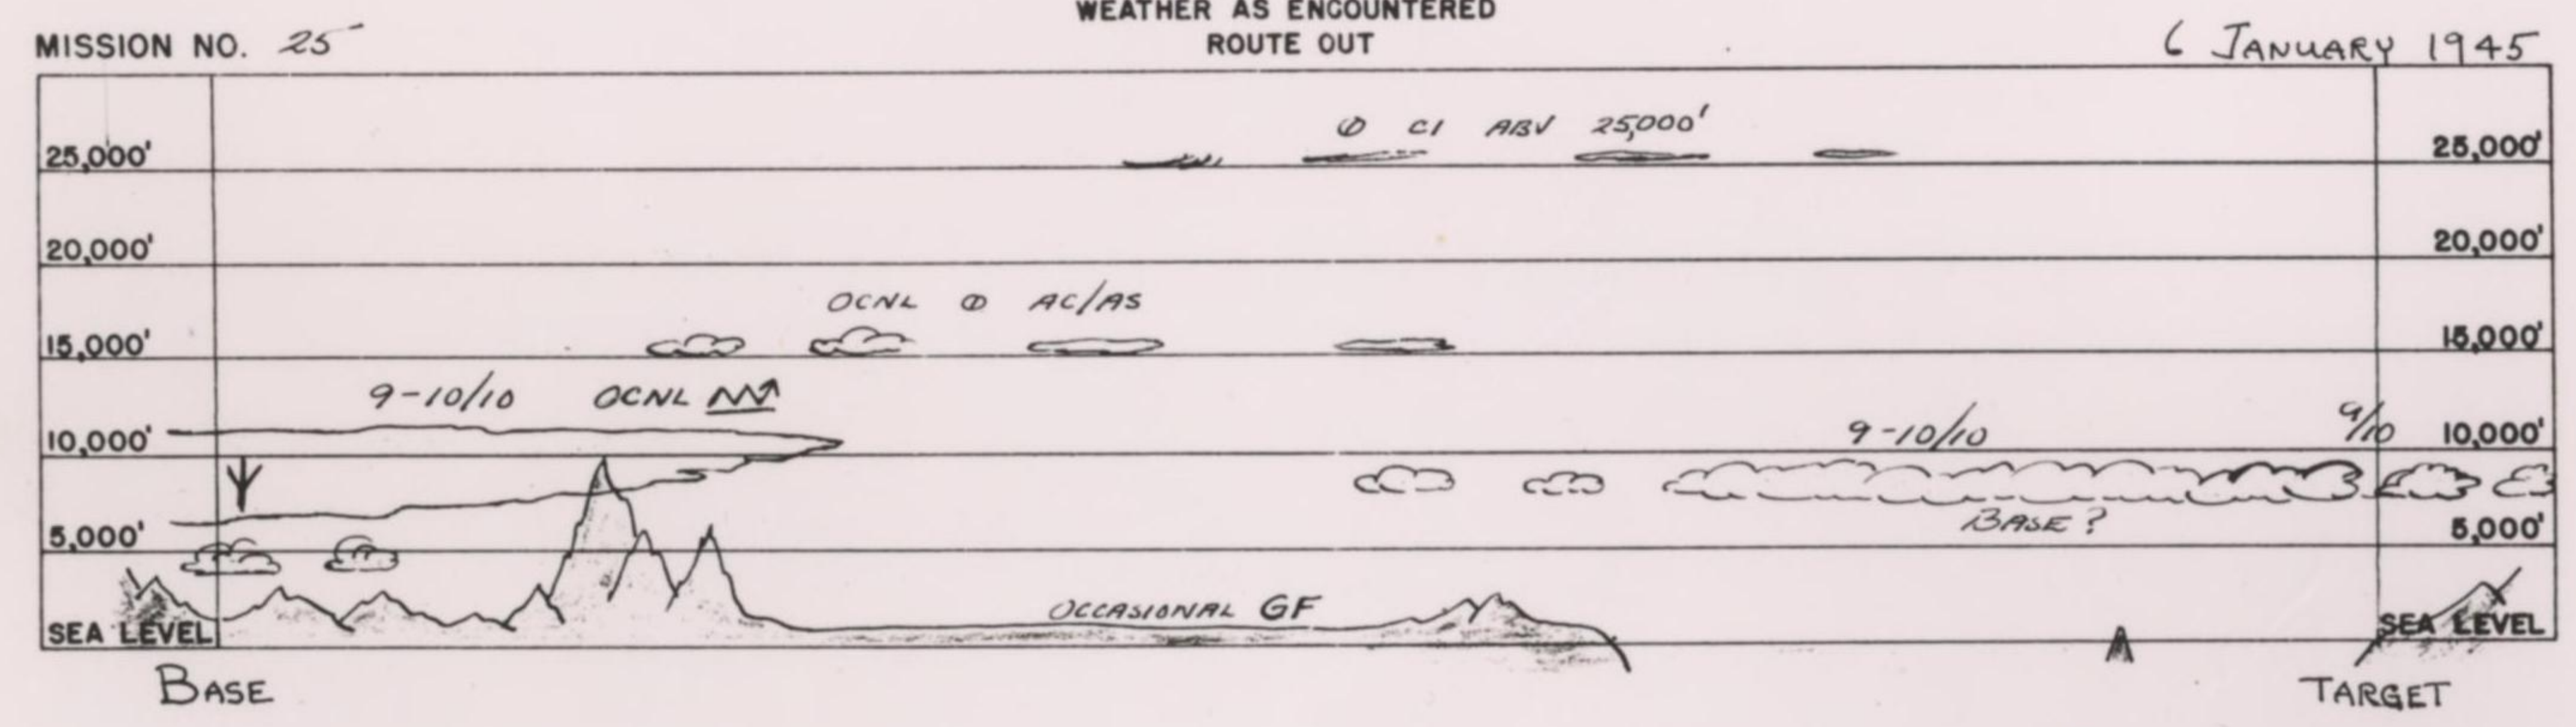 WEATHER AS ENCOUNTERED
ROUTE OUT
MISSION NO. 25
6 JANUARY 1945
⦶ CI ABV 25,000'
25,000' 25,000'
20,000' 20,000'
OCNL ⦶ AC/AS
15,000' 15,000'
9-10/10 OCNL
9-10/10 9/10
10,000' 10,000'
BASE?
5,000' 5,000'
OCCASIONAL GF
SEA LEVEL SEA LEVEL
BASE TARGET